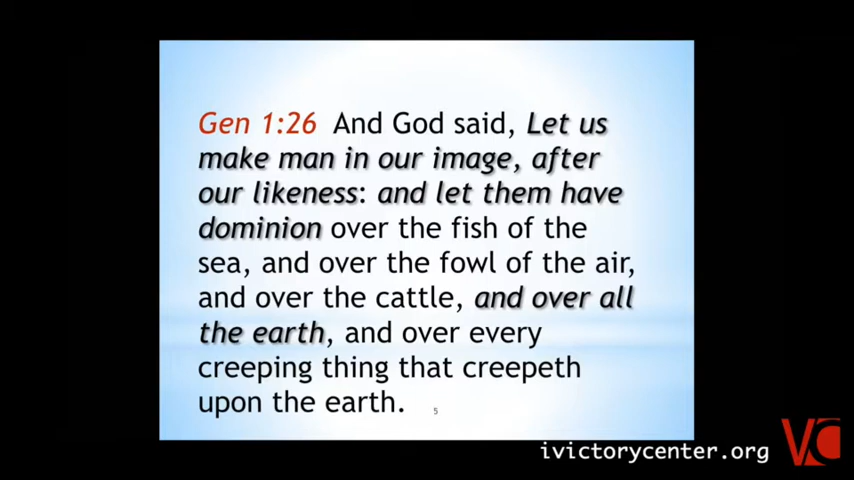 Gen 1:26 And God said, Let us
make man in our image, after
our likeness: and let them have
dominion over the fish of the
sea, and over the fowl of the air,
and over the cattle, and over all
the earth, and over every
creeping thing that creepeth
upon the earth.
5
ivictorycenter.org
VC